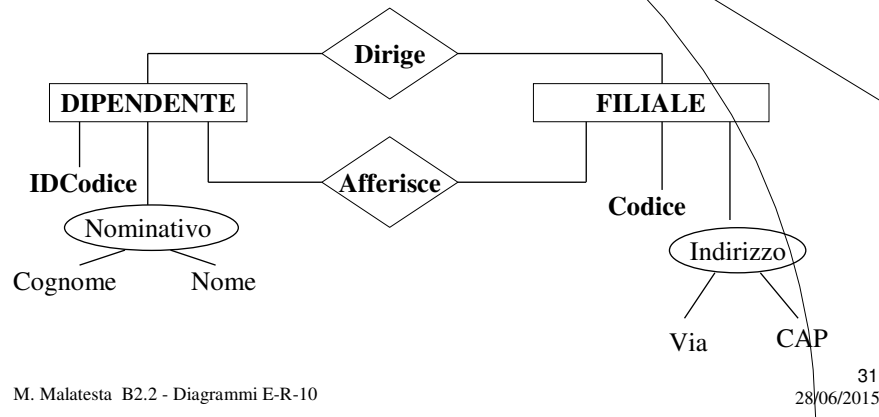 Dirige
DIPENDENTE
FILIALE
IDCodice
Afferisce
Codice
Nominativo
Indirizzo
Cognome
Nome
Via
CAP
M. Malatesta B2.2 - Diagrammi E-R-10
31
28/06/2015